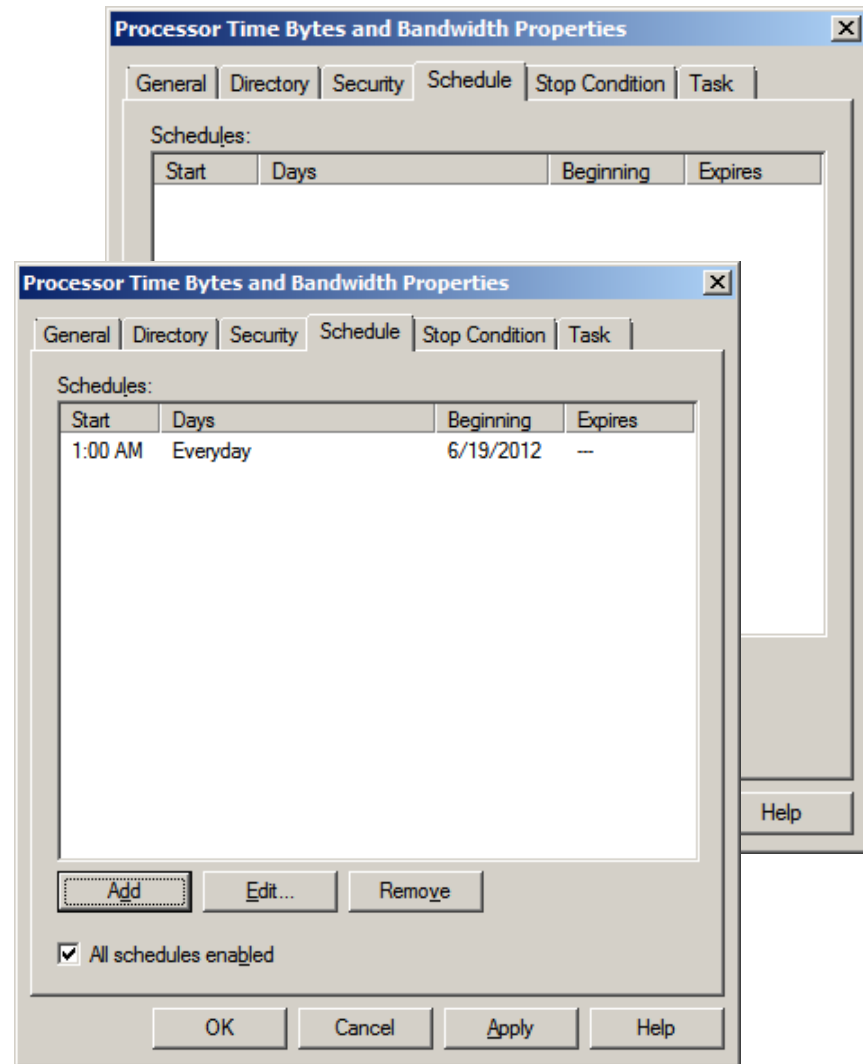 Processor Time Bytes and Bandwidth Properties
General Directory Security Schedule Stop Condition Task
Schedules:
Start Days Beginning Expires
Help
Processor Time Bytes and Bandwidth Properties
General Directory Security Schedule Stop Condition Task
Schedules:
Start Days Beginning Expires
1:00 AM Everyday 6/19/2012 ---
Add Edit... Remove
All schedules enabled
OK Cancel Apply Help